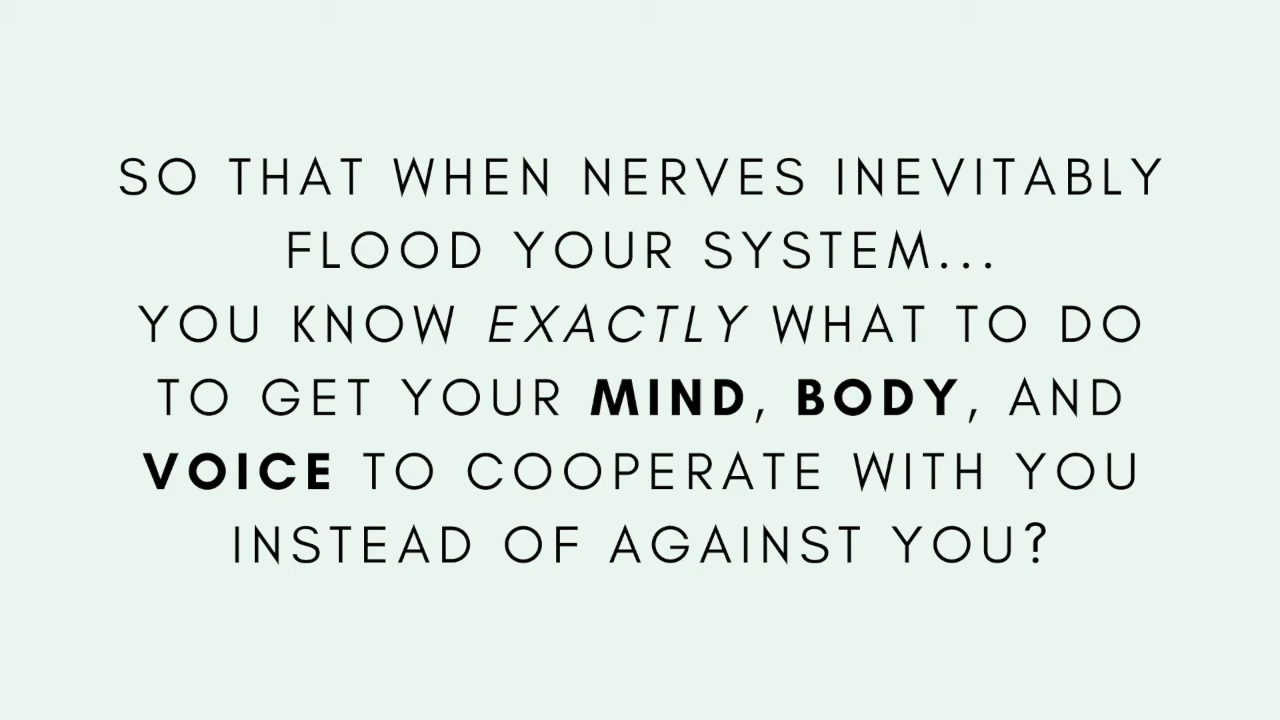 SO THAT WHEN NERVES INEVITABLY
FLOOD YOUR SYSTEM...
YOU KNOW EXACTLY WHAT TO DO
TO GET YOUR MIND, BODY, AND
VOICE TO COOPERATE WITH YOU
INSTEAD OF AGAINST YOU?